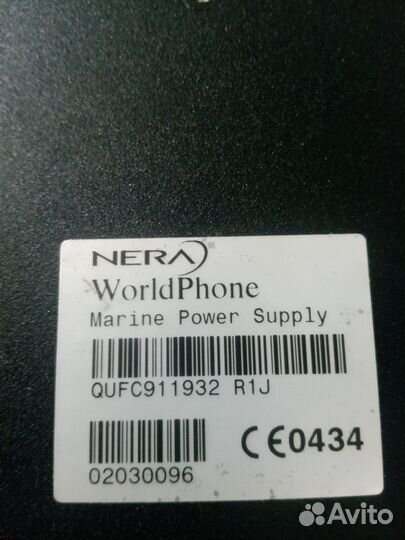 NERA
WorldPhone
Marine Power Supply
QUFC911932 R1J
CE0434
02030096
Avito